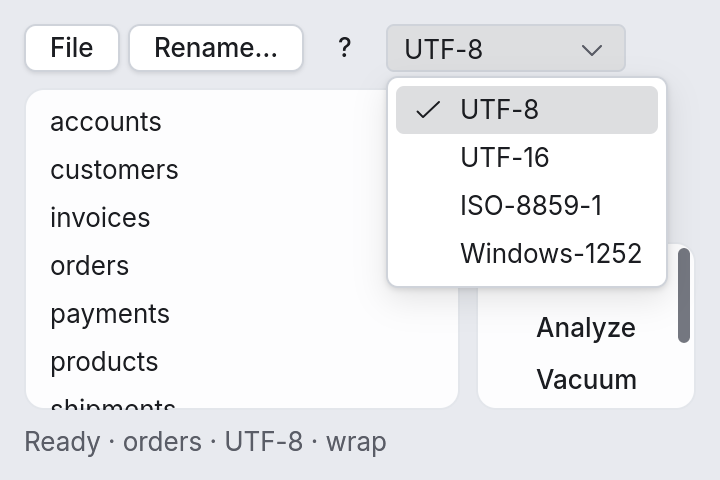 File Rename... ? UTF-8
UTF-8
UTF-16
ISO-8859-1
Windows-1252
accounts
customers
invoices
orders
payments
products
shipments
Analyze
Vacuum
Ready · orders · UTF-8 · wrap